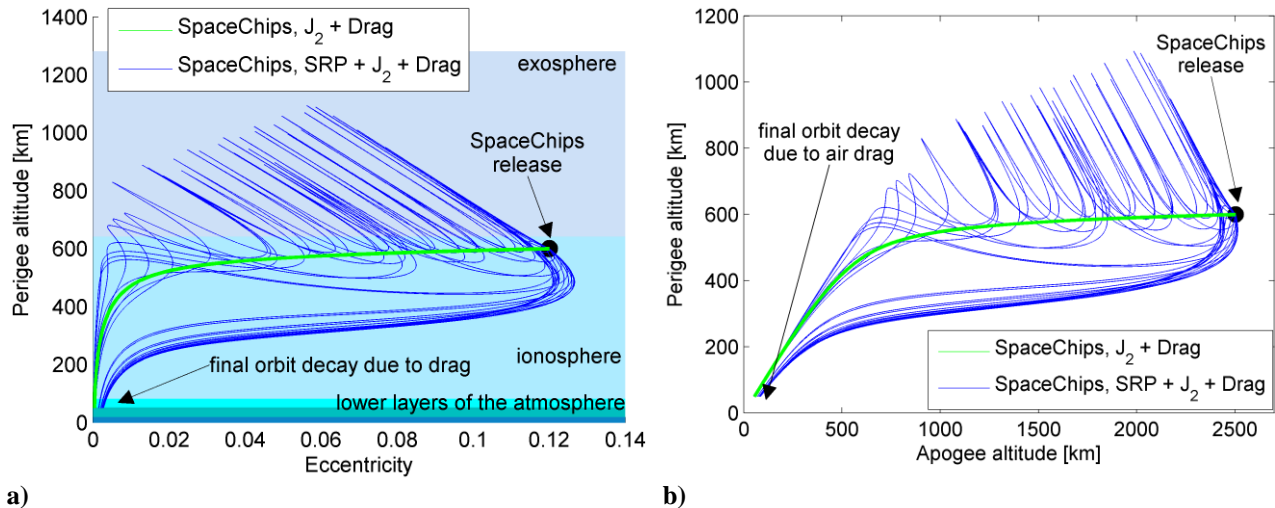 1400
1200
1000
800
600
400
200
0
SpaceChips, J2 + Drag
SpaceChips, SRP + J2 + Drag
exosphere
SpaceChips
release
ionosphere
final orbit decay due to drag
lower layers of the atmosphere
Perigee altitude [km]
0 0.02 0.04 0.06 0.08 0.1 0.12 0.14
Eccentricity
a)
1200
1000
800
600
400
200
0
SpaceChips
release
final orbit decay
due to air drag
SpaceChips, J2 + Drag
SpaceChips, SRP + J2 + Drag
Perigee altitude [km]
0 500 1000 1500 2000 2500
Apogee altitude [km]
b)